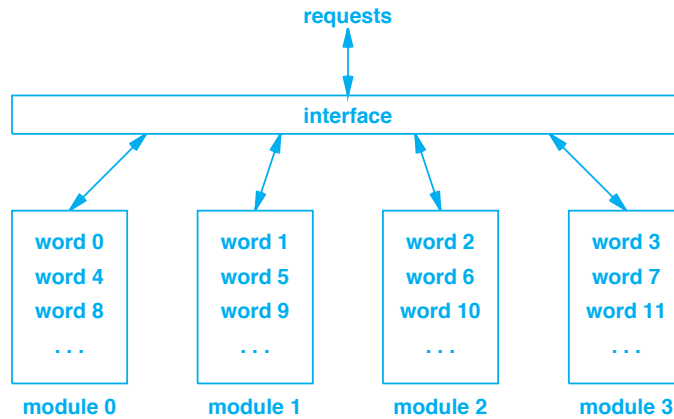 requests
interface
word 0 word 1 word 2 word 3
word 4 word 5 word 6 word 7
word 8 word 9 word 10 word 11
. . . . . . . . . . . .
module 0 module 1 module 2 module 3